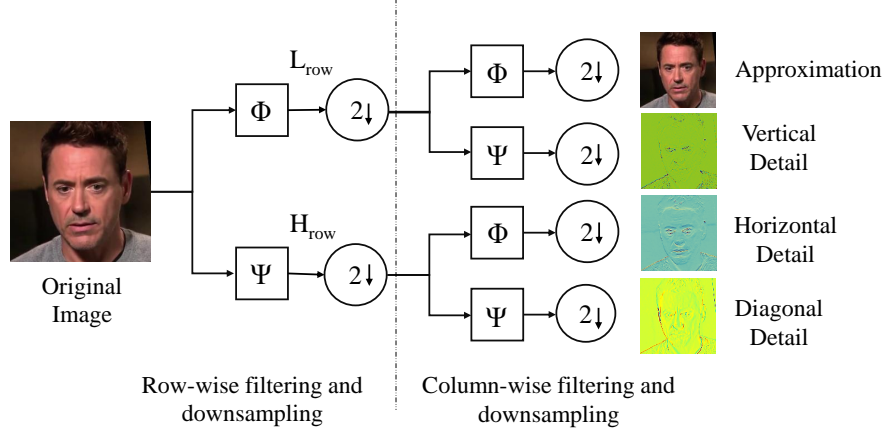 L_row
Φ
2↓
Φ
2↓
Approximation
Ψ
2↓
Vertical
Detail
Original
Image
H_row
Ψ
2↓
Φ
2↓
Horizontal
Detail
Ψ
2↓
Diagonal
Detail
Row-wise filtering and
downsampling
Column-wise filtering and
downsampling